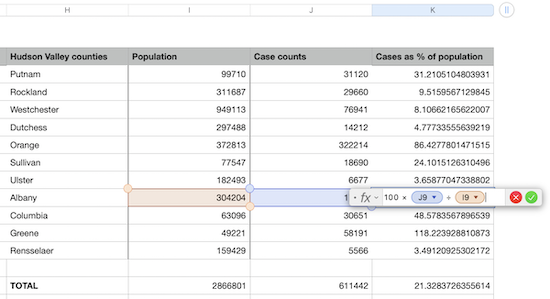 H I J K
Hudson Valley counties Population Case counts Cases as % of population
Putnam 99710 31120 31.2105104803931
Rockland 311687 29660 9.5159567129845
Westchester 949113 76941 8.10662165622007
Dutchess 297488 14212 4.77733555639219
Orange 372813 322214 86.4277801471515
Sullivan 77547 18690 24.1015126310496
Ulster 182493 6677 3.65877047338802
Albany 304204 fx 100 × J9 ÷ I9
Columbia 63096 30651 48.5783567896539
Greene 49221 58191 118.223928810873
Rensselaer 159429 5566 3.49120925302172
TOTAL 2866801 611442 21.3283726355614